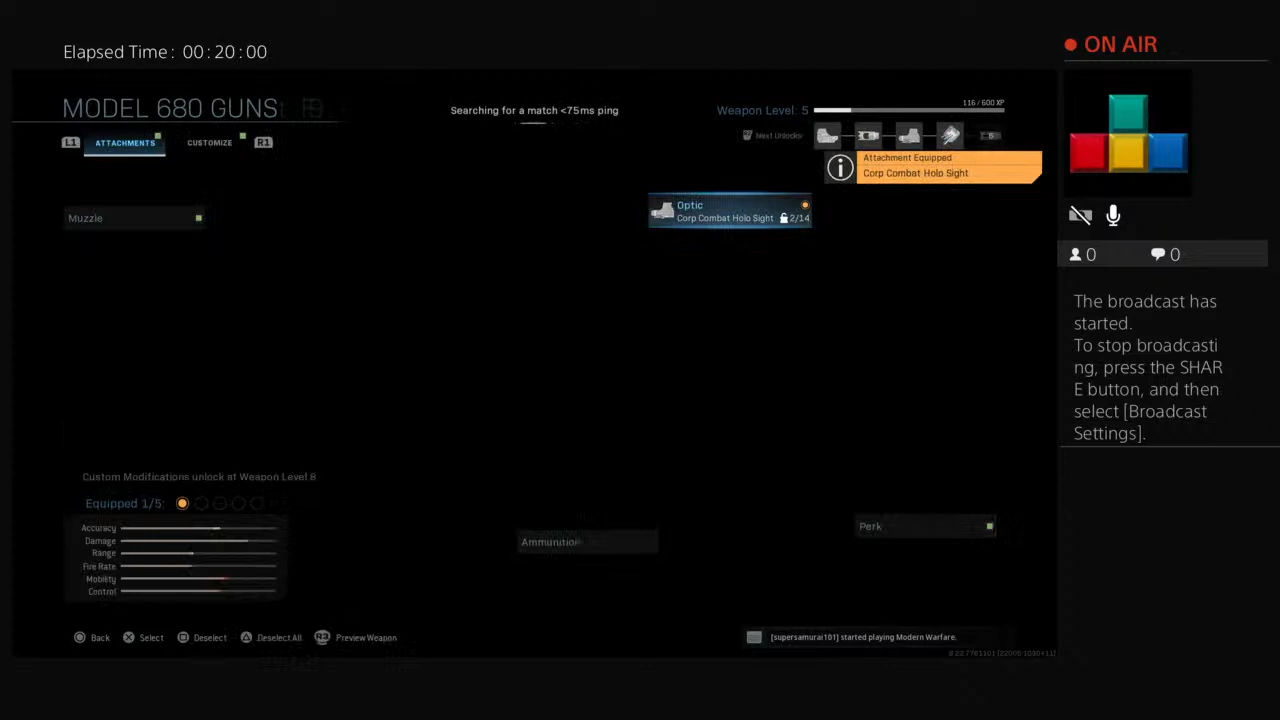 Elapsed Time: 00:20:00
ON AIR
MODEL 680 GUNS
Searching for a match <75ms ping
Weapon Level: 5
116 / 600 XP
L1
ATTACHMENTS
CUSTOMIZE
R1
Next Unlocks:
Attachment Equipped
Corp Combat Holo Sight
Muzzle
Optic
Corp Combat Holo Sight 2/14
0
0
The broadcast has
started.
To stop broadcasti
ng, press the SHAR
E button, and then
select [Broadcast
Settings].
Custom Modifications unlock at Weapon Level 8
Equipped 1/5:
Accuracy
Damage
Range
Fire Rate
Mobility
Control
Ammunition
Perk
Back
Select
Deselect
Deselect All
R3
Preview Weapon
[supersamurai101] started playing Modern Warfare.